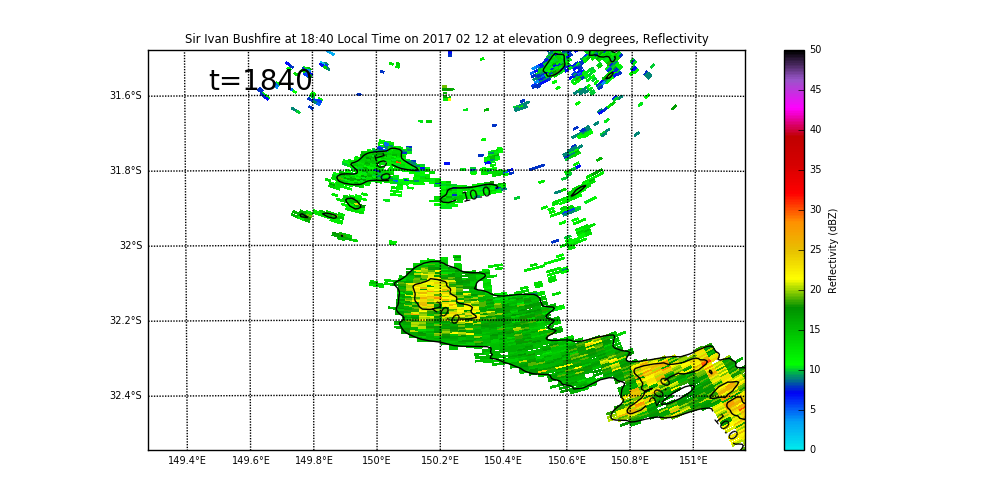 Sir Ivan Bushfire at 18:40 Local Time on 2017 02 12 at elevation 0.9 degrees, Reflectivity
t=1840
31.6°S
31.8°S
32°S
32.2°S
32.4°S
149.4°E 149.6°E 149.8°E 150°E 150.2°E 150.4°E 150.6°E 150.8°E 151°E
10.0
50
45
40
35
30
25
20
15
10
5
0
Reflectivity (dBZ)